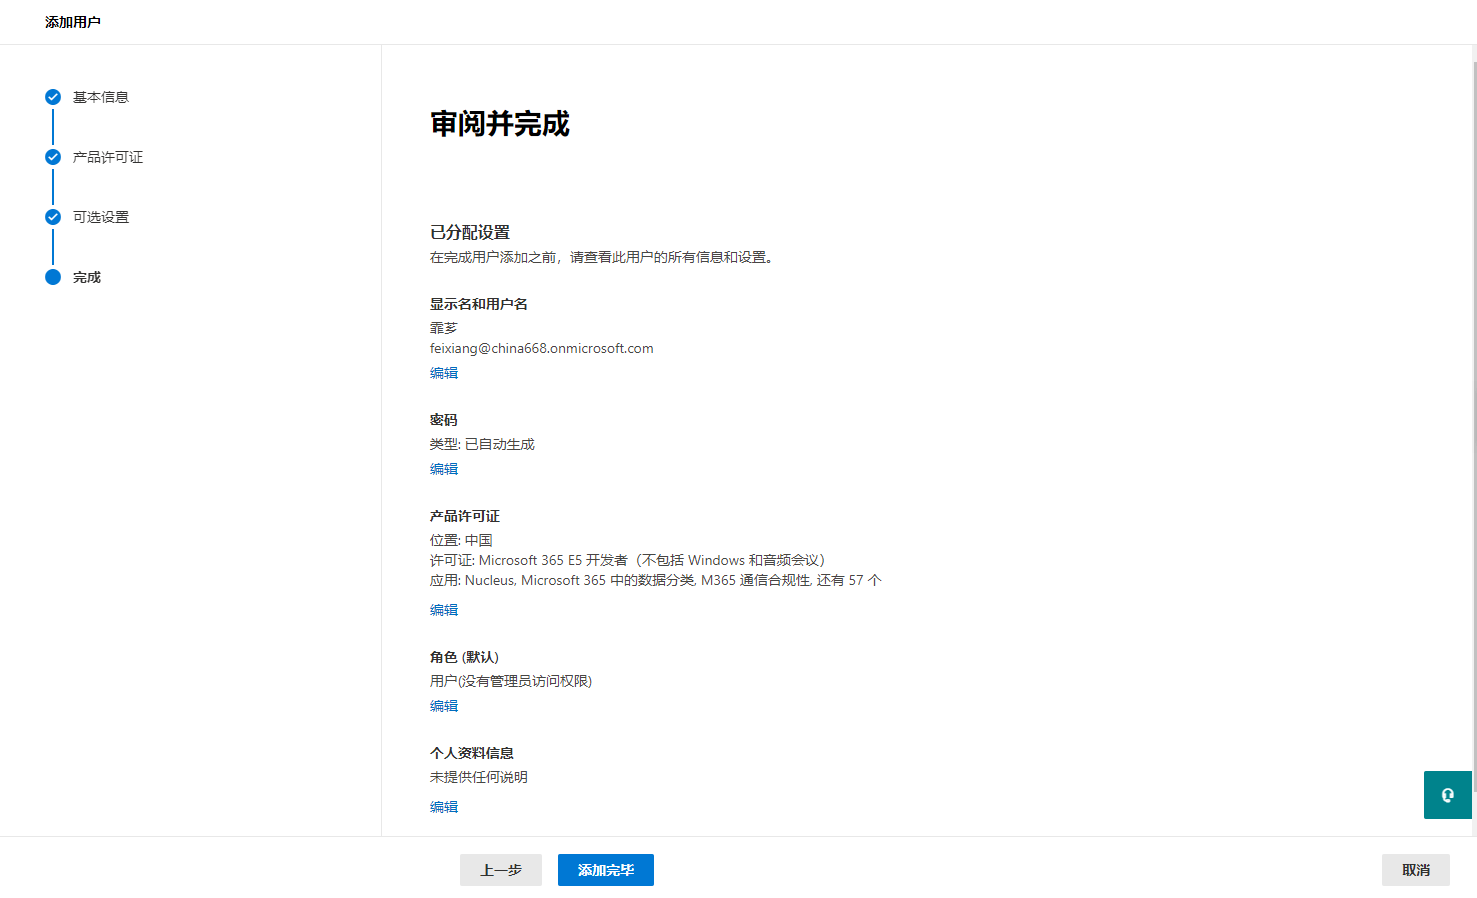 添加用户
基本信息
产品许可证
可选设置
完成
审阅并完成
已分配设置
在完成用户添加之前，请查看此用户的所有信息和设置。
显示名和用户名
霏芗
feixiang@china668.onmicrosoft.com
编辑
密码
类型: 已自动生成
编辑
产品许可证
位置: 中国
许可证: Microsoft 365 E5 开发者（不包括 Windows 和音频会议）
应用: Nucleus, Microsoft 365 中的数据分类, M365 通信合规性, 还有 57 个
编辑
角色 (默认)
用户(没有管理员访问权限)
编辑
个人资料信息
未提供任何说明
编辑
上一步
添加完毕
取消